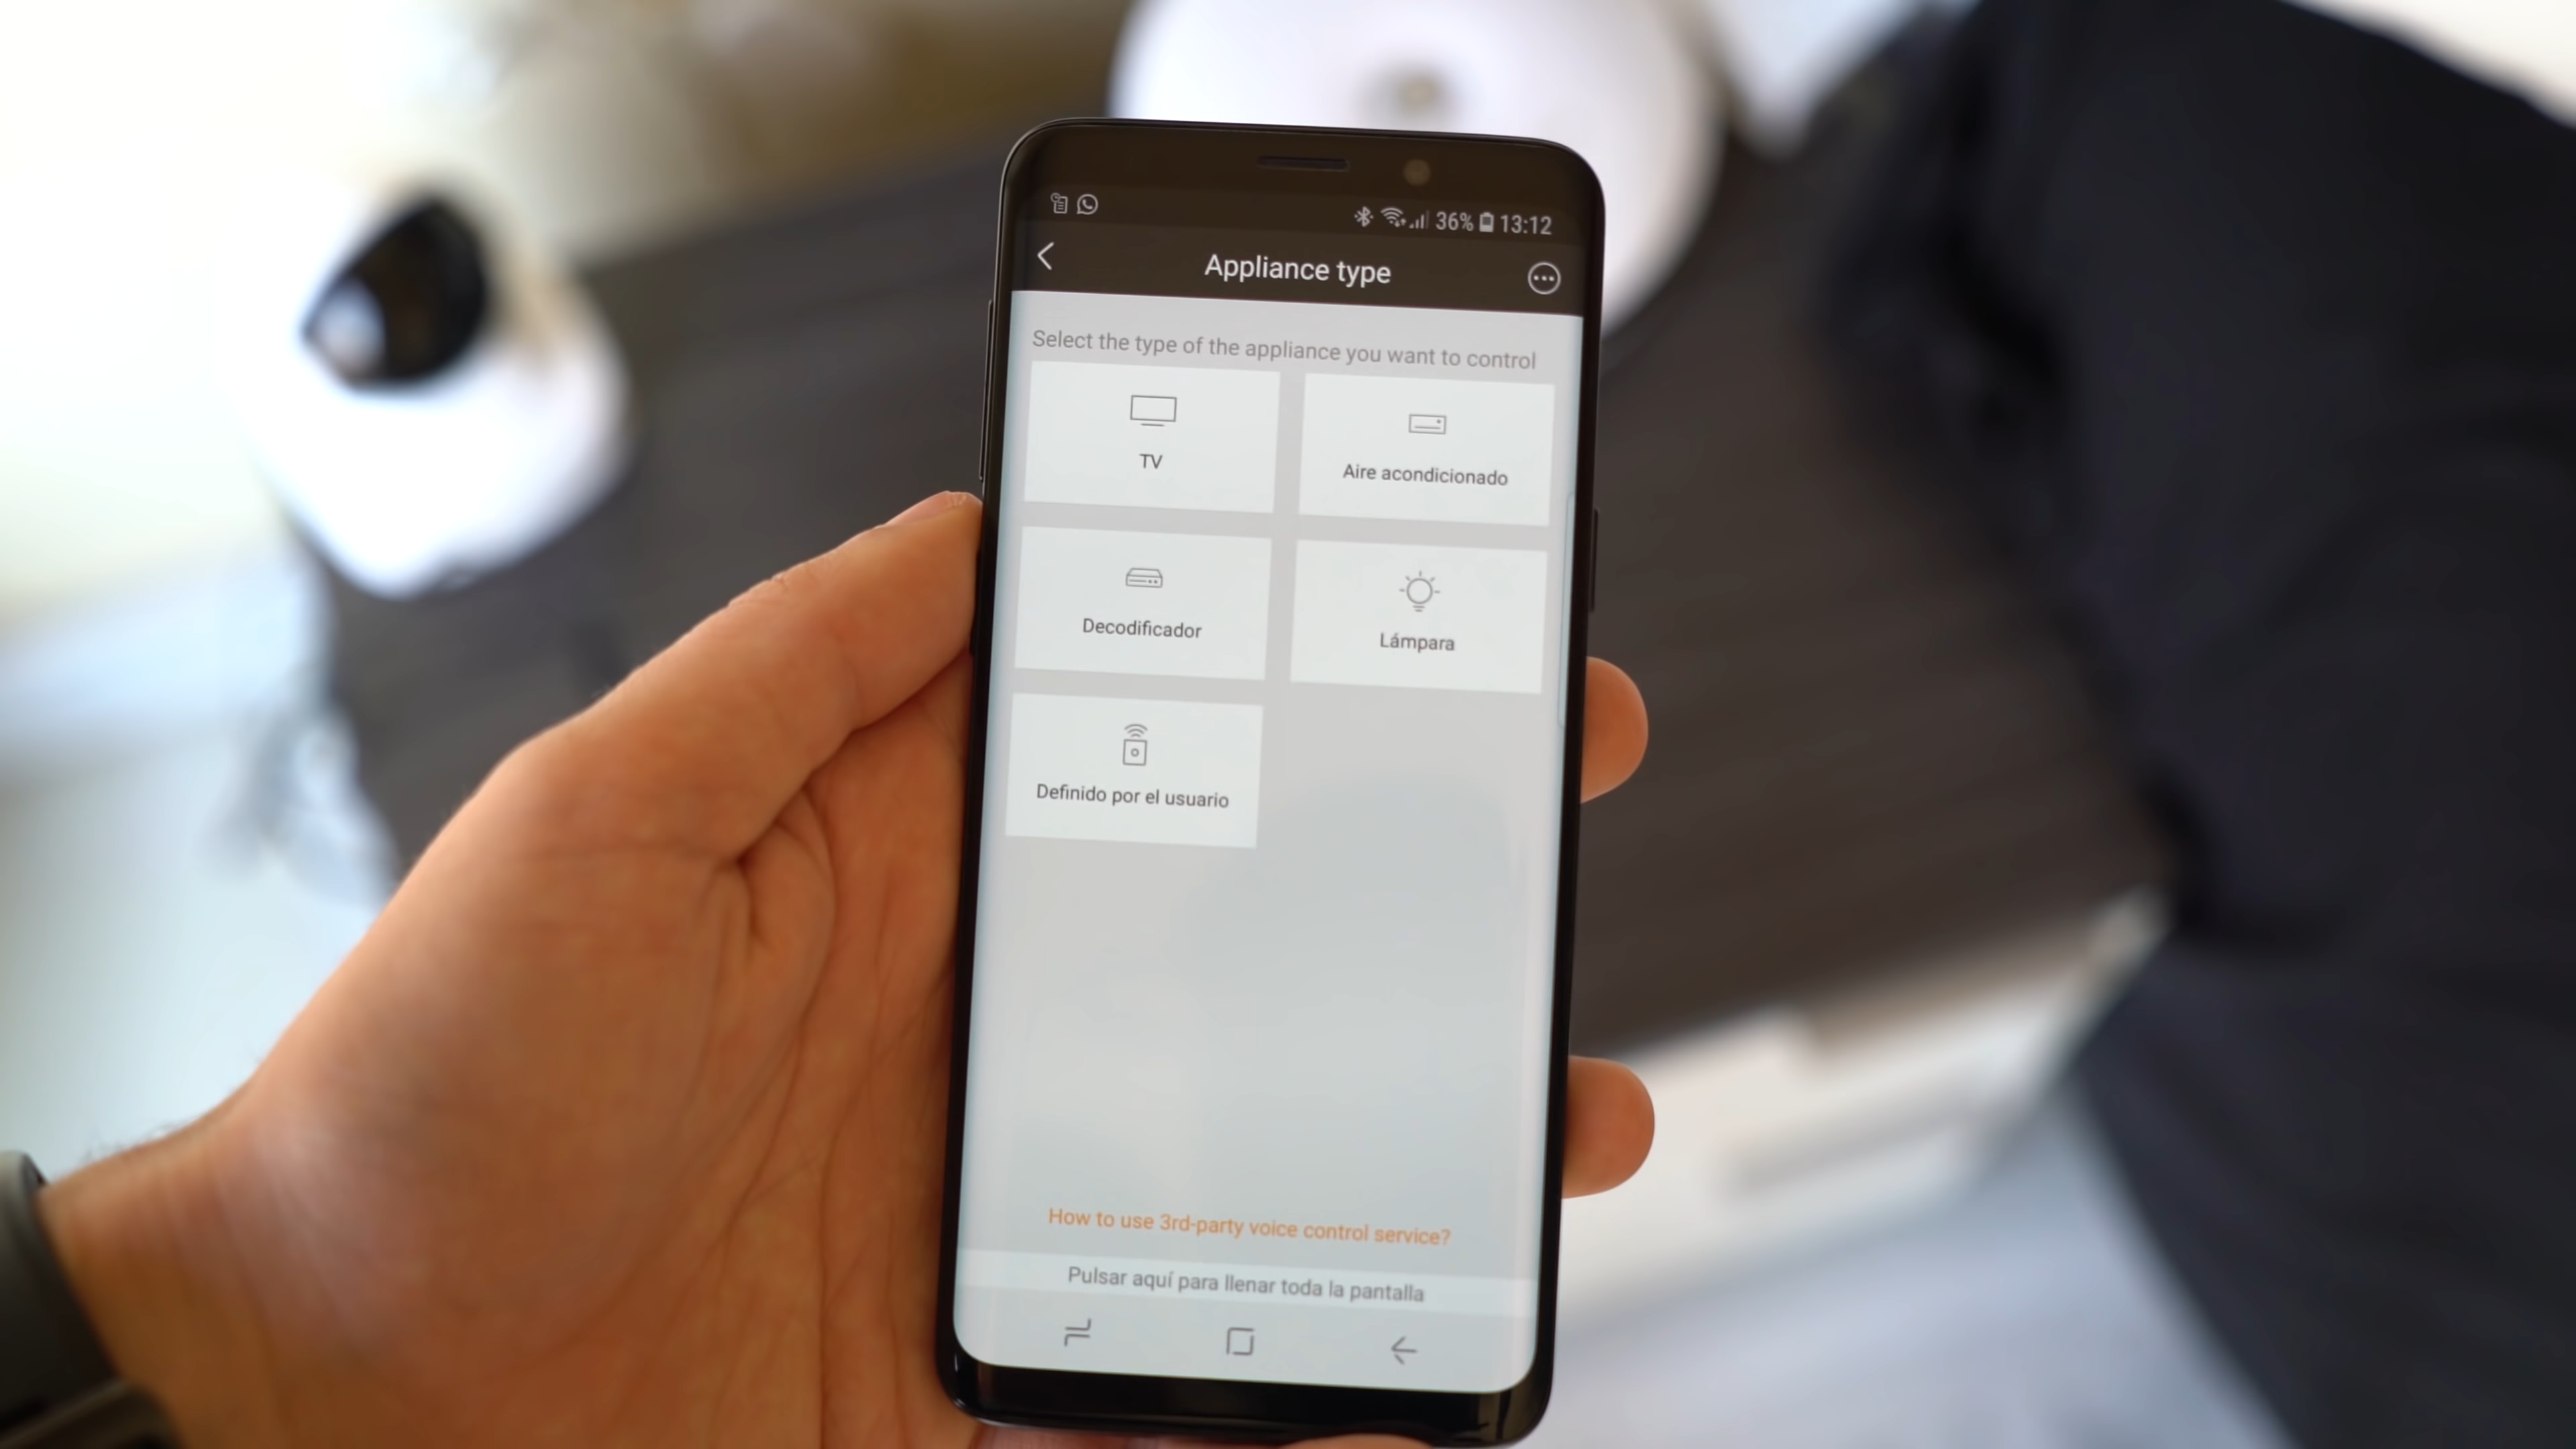 36% 13:12
Appliance type
Select the type of the appliance you want to control
TV
Aire acondicionado
Decodificador
Lámpara
Definido por el usuario
How to use 3rd-party voice control service?
Pulsar aquí para llenar toda la pantalla